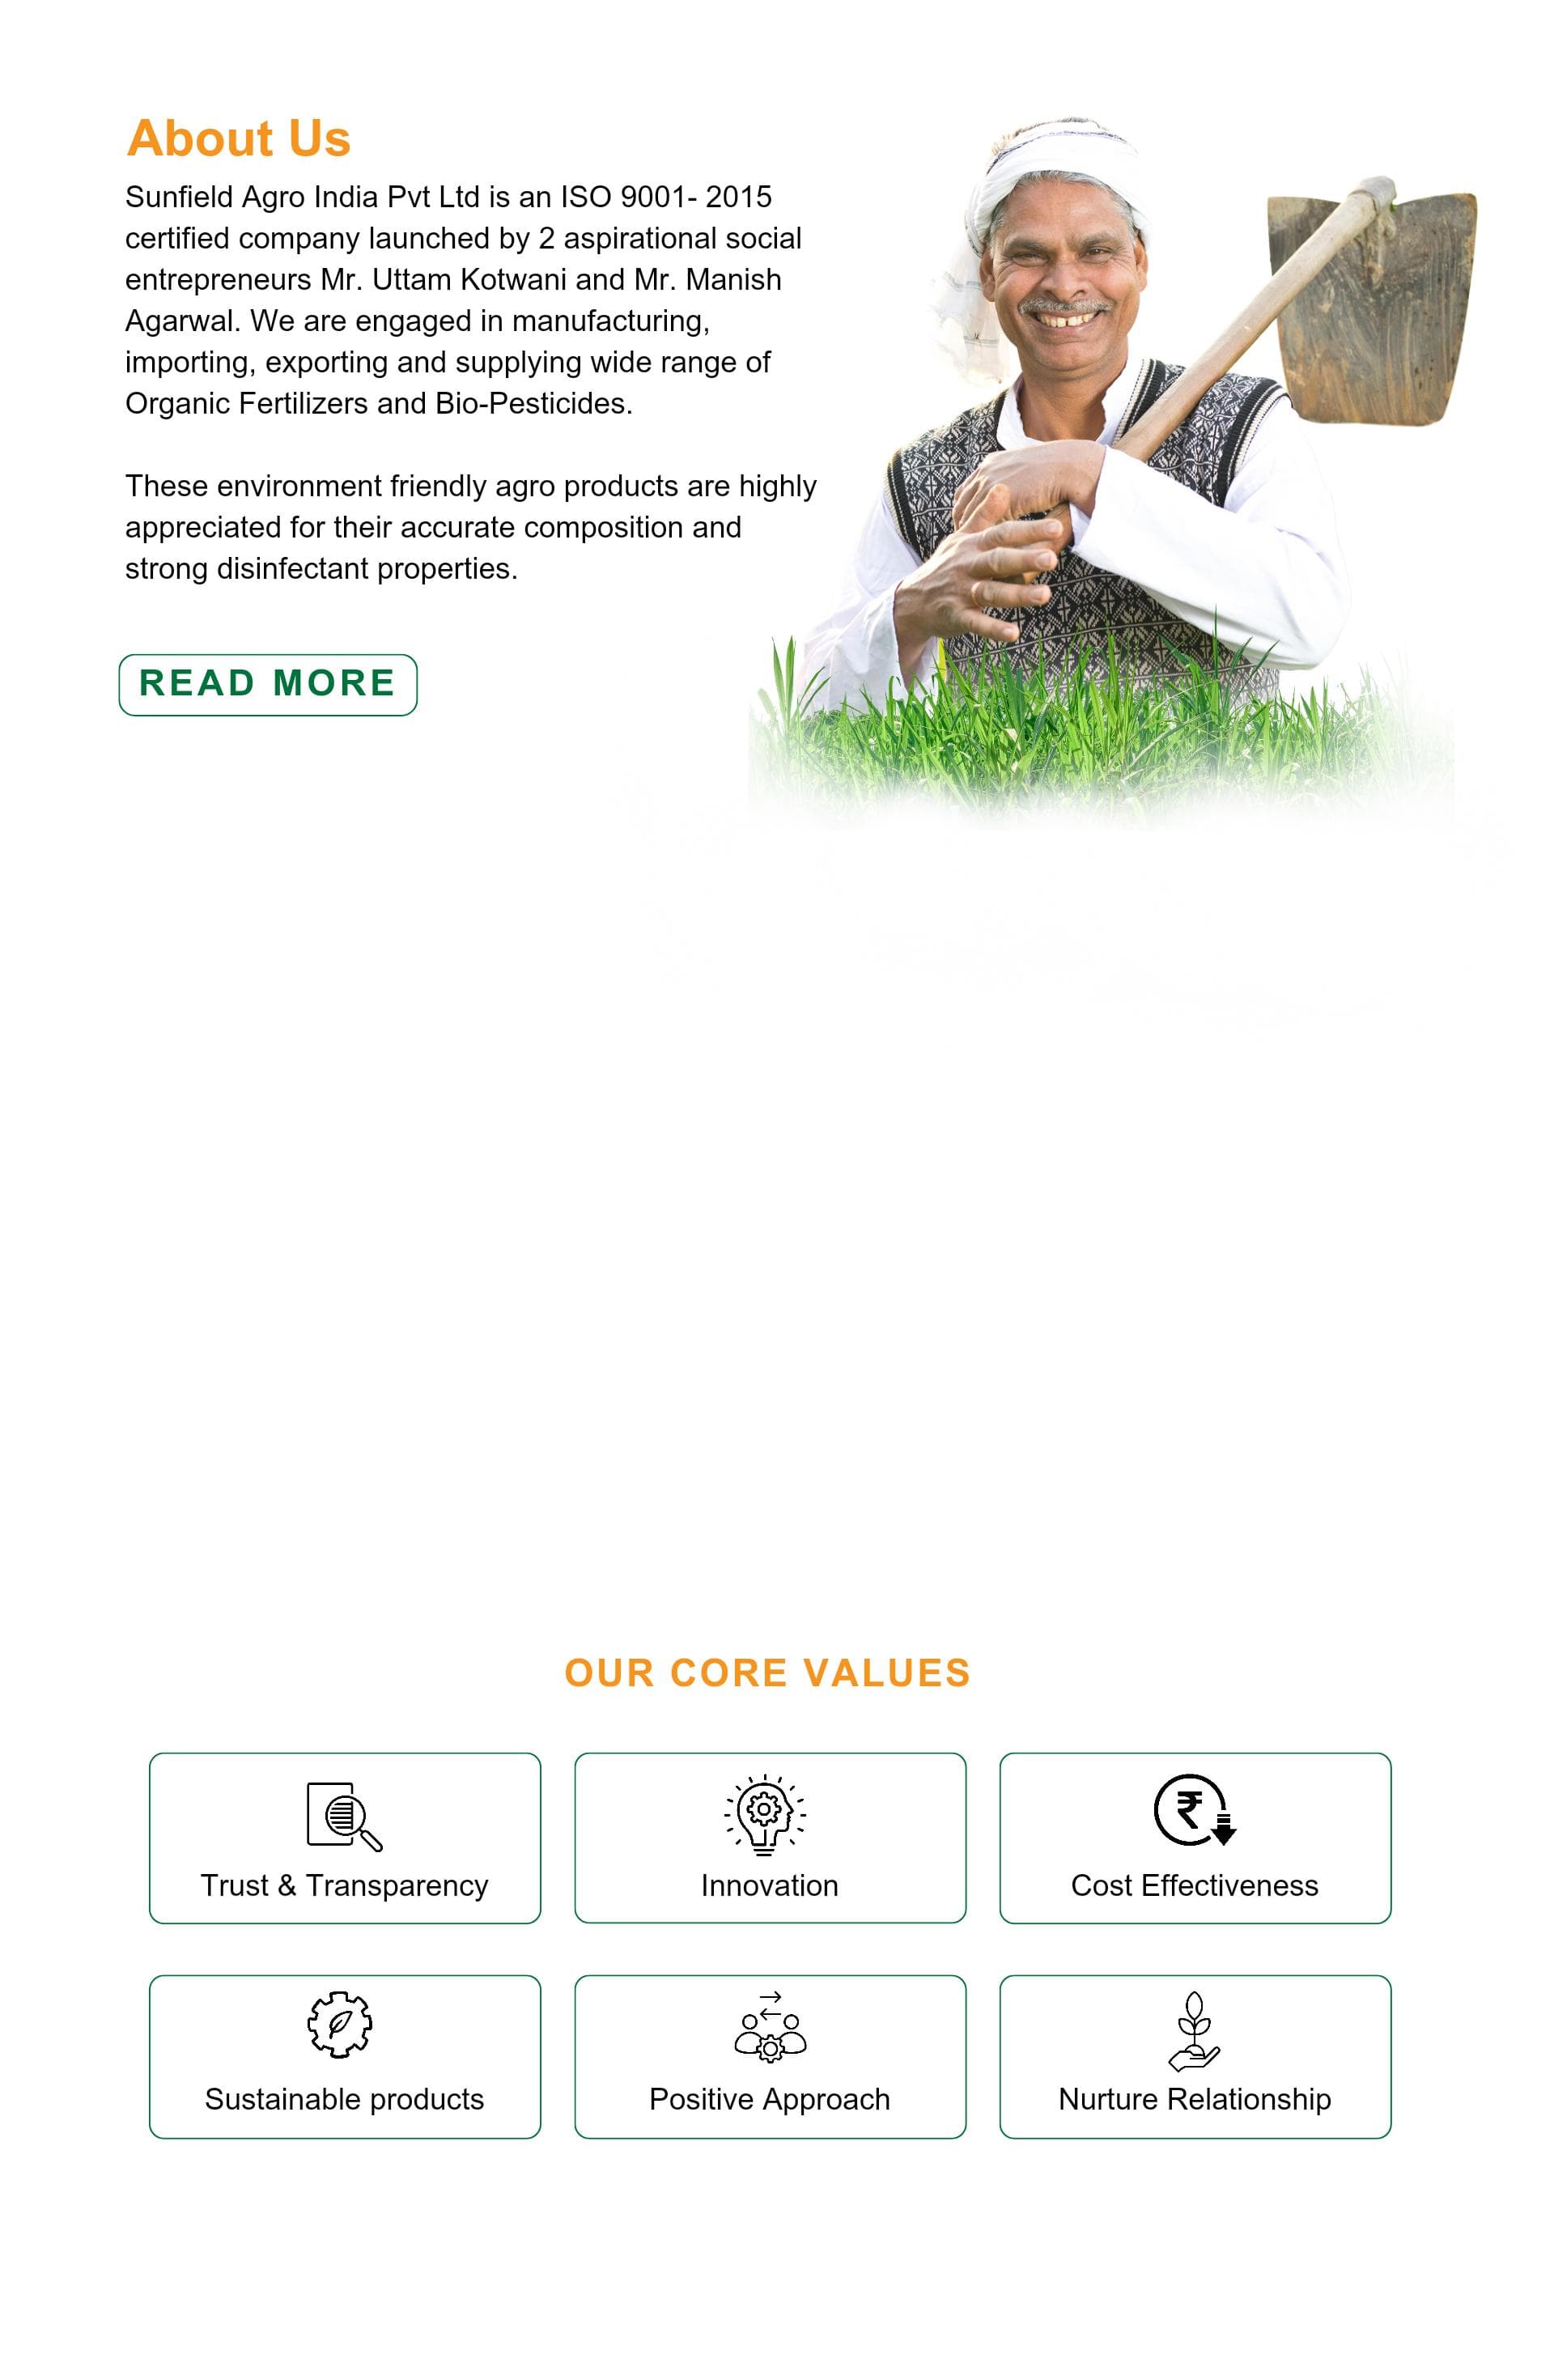 About Us
Sunfield Agro India Pvt Ltd is an ISO 9001- 2015
certified company launched by 2 aspirational social
entrepreneurs Mr. Uttam Kotwani and Mr. Manish
Agarwal. We are engaged in manufacturing,
importing, exporting and supplying wide range of
Organic Fertilizers and Bio-Pesticides.
These environment friendly agro products are highly
appreciated for their accurate composition and
strong disinfectant properties.
READ MORE
OUR CORE VALUES
Trust & Transparency
Innovation
₹
Cost Effectiveness
Sustainable products
Positive Approach
Nurture Relationship